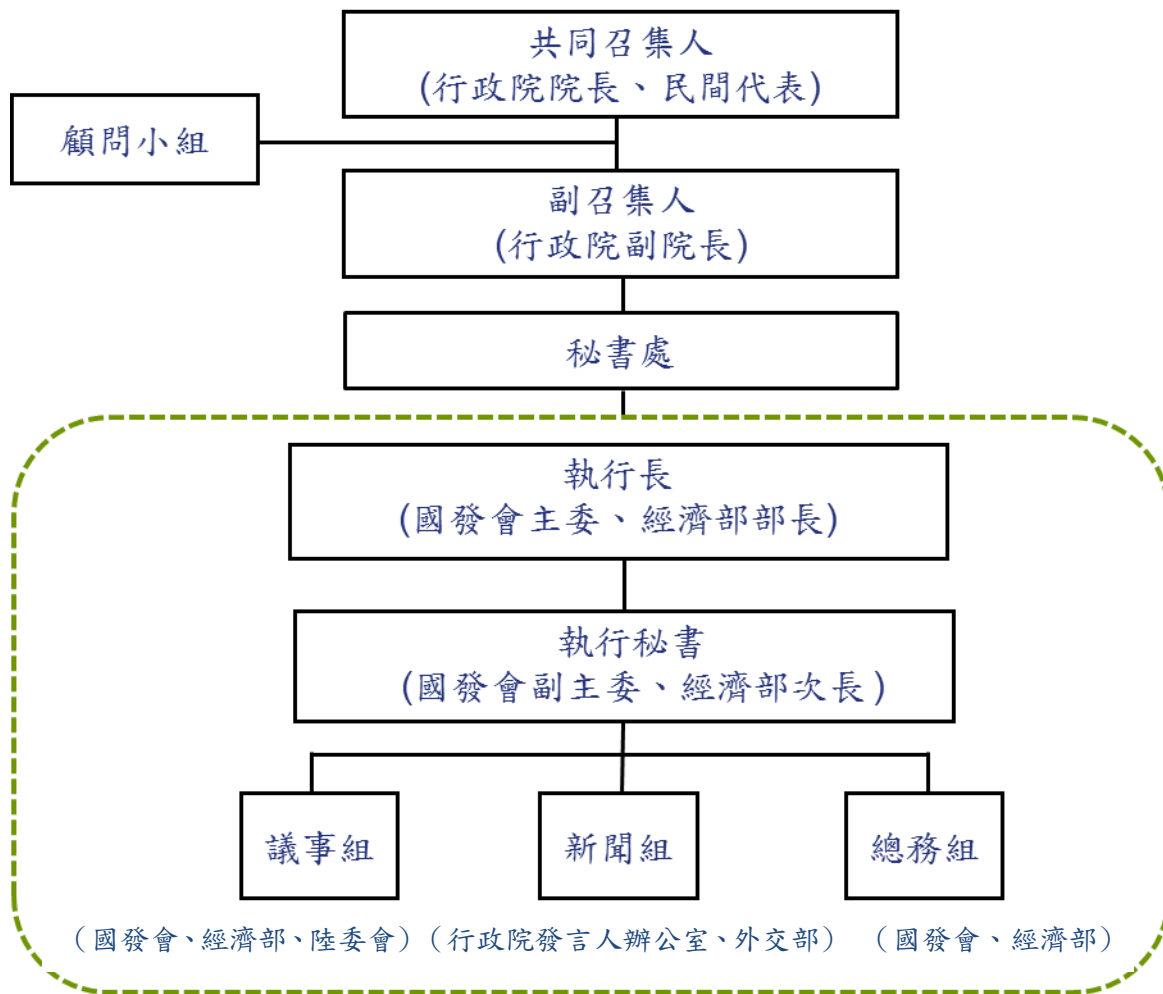 共同召集人
(行政院院長、民間代表)
顧問小組
副召集人
(行政院副院長)
秘書處
執行長
(國發會主委、經濟部部長)
執行秘書
(國發會副主委、經濟部次長)
議事組
新聞組
總務組
(國發會、經濟部、陸委會)
(行政院發言人辦公室、外交部)
(國發會、經濟部)